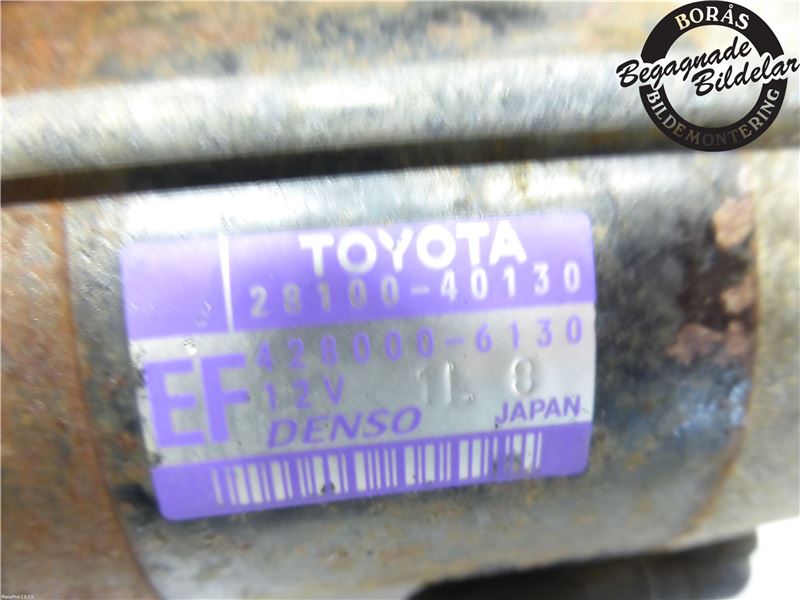 BORÅS
Begagnade
Bildelar
BILDEMONTERING
TOYOTA
28100-40130
428000-6130
EF
12V 1L 8
DENSO JAPAN